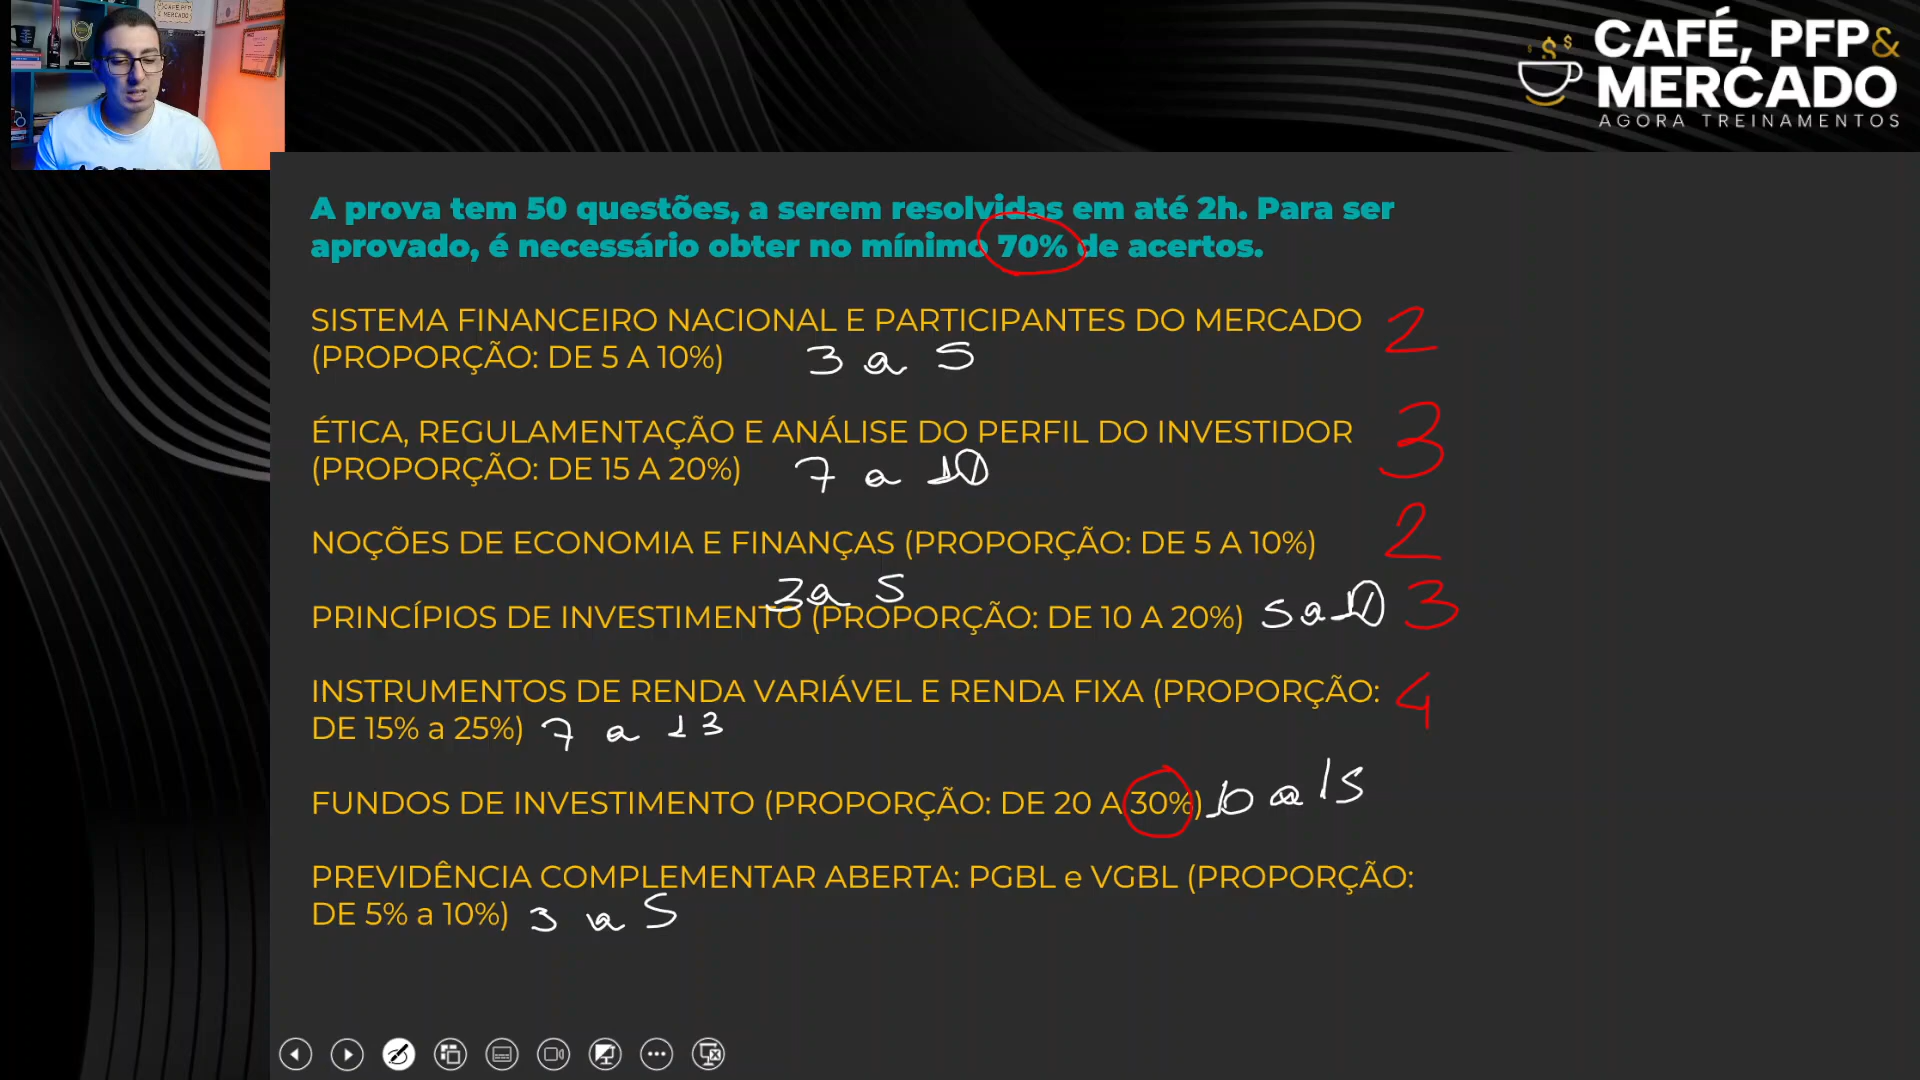 CAFÉ, PFP &
MERCADO
AGORA TREINAMENTOS
A prova tem 50 questões, a serem resolvidas em até 2h. Para ser
aprovado, é necessário obter no mínimo 70% de acertos.
SISTEMA FINANCEIRO NACIONAL E PARTICIPANTES DO MERCADO 2
(PROPORÇÃO: DE 5 A 10%) 3 a 5
ÉTICA, REGULAMENTAÇÃO E ANÁLISE DO PERFIL DO INVESTIDOR 3
(PROPORÇÃO: DE 15 A 20%) 7 a 10
NOÇÕES DE ECONOMIA E FINANÇAS (PROPORÇÃO: DE 5 A 10%) 2
3 a 5
PRINCÍPIOS DE INVESTIMENTO (PROPORÇÃO: DE 10 A 20%) 5 a 10 3
INSTRUMENTOS DE RENDA VARIÁVEL E RENDA FIXA (PROPORÇÃO: 4
DE 15% a 25%) 7 a 13
FUNDOS DE INVESTIMENTO (PROPORÇÃO: DE 20 A 30%) 10 a 15
PREVIDÊNCIA COMPLEMENTAR ABERTA: PGBL e VGBL (PROPORÇÃO:
DE 5% a 10%) 3 a 5